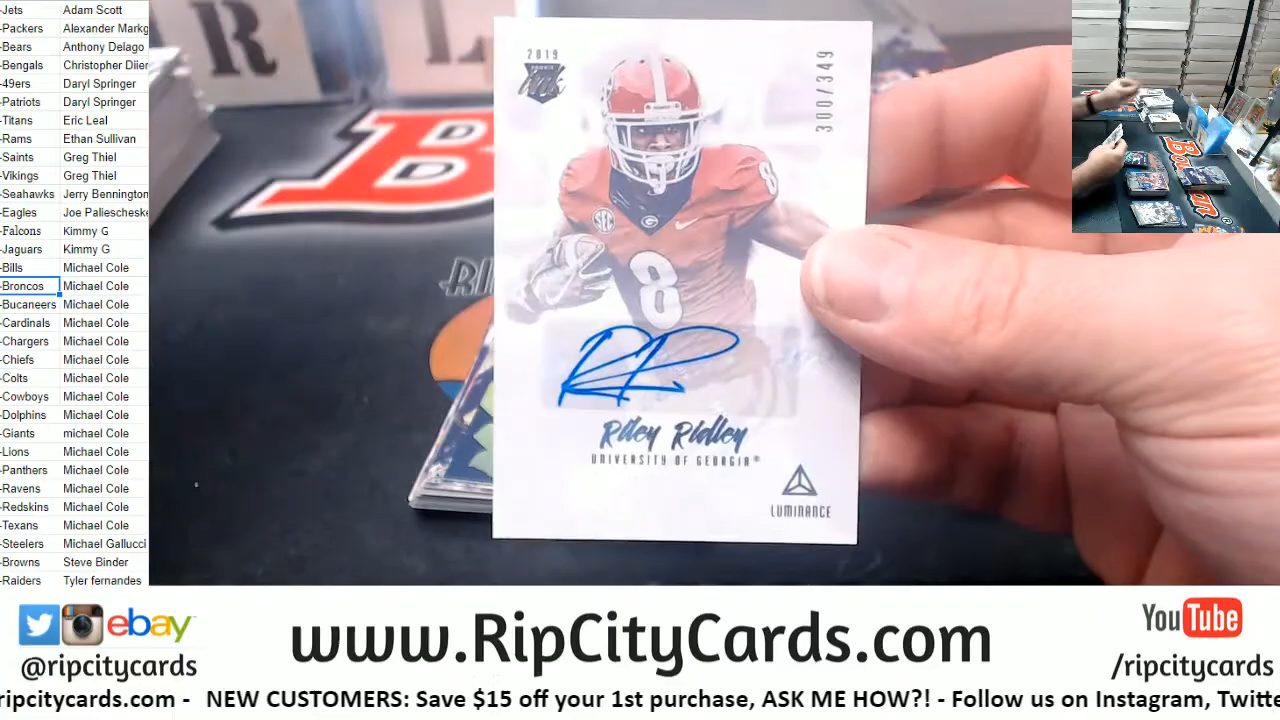 -Jets Adam Scott
-Packers Alexander Markg
-Bears Anthony Delago
-Bengals Christopher Diier
-49ers Daryl Springer
-Patriots Daryl Springer
-Titans Eric Leal
-Rams Ethan Sullivan
-Saints Greg Thiel
-Vikings Greg Thiel
-Seahawks Jerry Bennington
-Eagles Joe Paliescheske
-Falcons Kimmy G
-Jaguars Kimmy G
-Bills Michael Cole
-Broncos Michael Cole
-Bucaneers Michael Cole
-Cardinals Michael Cole
-Chargers Michael Cole
-Chiefs Michael Cole
-Colts Michael Cole
-Cowboys Michael Cole
-Dolphins Michael Cole
-Giants michael Cole
-Lions Michael Cole
-Panthers Michael Cole
-Ravens Michael Cole
-Redskins Michael Cole
-Texans Michael Cole
-Steelers Michael Gallucci
-Browns Steve Binder
-Raiders Tyler fernandes
2019
ink
300/349
8
SEC
G
8
RR
Riley Ridley
UNIVERSITY OF GEORGIA®
LUMINANCE
ebay
@ripcitycards
www.RipCityCards.com
YouTube
/ripcitycards
ripcitycards.com - NEW CUSTOMERS: Save $15 off your 1st purchase, ASK ME HOW?! - Follow us on Instagram, Twitte